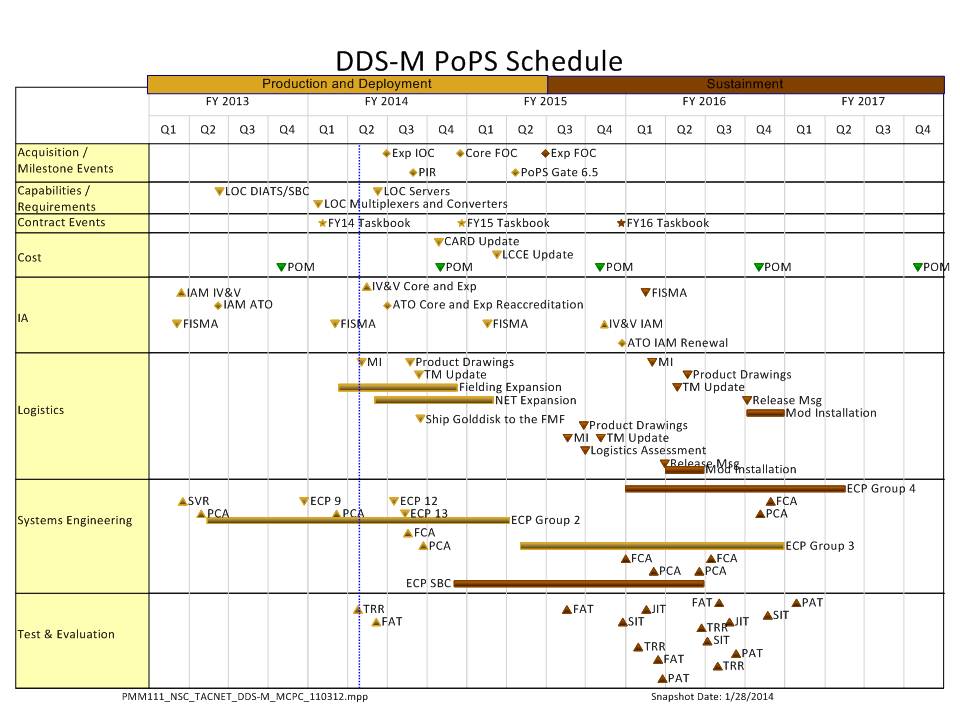 DDS-M PoPS Schedule
Production and Deployment Sustainment
FY 2013 FY 2014 FY 2015 FY 2016 FY 2017
Q1 Q2 Q3 Q4 Q1 Q2 Q3 Q4 Q1 Q2 Q3 Q4 Q1 Q2 Q3 Q4 Q1 Q2 Q3 Q4
Acquisition /
Milestone Events
Exp IOC Core FOC Exp FOC
PIR PoPS Gate 6.5
Capabilities /
Requirements
LOC DIATS/SBC LOC Servers
LOC Multiplexers and Converters
Contract Events
FY14 Taskbook FY15 Taskbook FY16 Taskbook
Cost
CARD Update
LCCE Update
POM POM POM POM POM
IA
IV&V Core and Exp
IAM IV&V FISMA
IAM ATO ATO Core and Exp Reaccreditation
FISMA FISMA FISMA IV&V IAM
ATO IAM Renewal
Logistics
MI Product Drawings MI
TM Update Product Drawings
Fielding Expansion TM Update
NET Expansion Release Msg
Mod Installation
Ship Golddisk to the FMF
Product Drawings
MI TM Update
Logistics Assessment
Release Msg
Mod Installation
Systems Engineering
ECP Group 4
SVR ECP 9 ECP 12 FCA
PCA PCA ECP 13 PCA
ECP Group 2
FCA
PCA ECP Group 3
FCA FCA
PCA PCA
ECP SBC
Test & Evaluation
FAT PAT
TRR FAT JIT SIT
FAT SIT JIT
TRR
SIT
TRR PAT
FAT TRR
PAT
PMM111_NSC_TACNET_DDS-M_MCPC_110312.mpp Snapshot Date: 1/28/2014